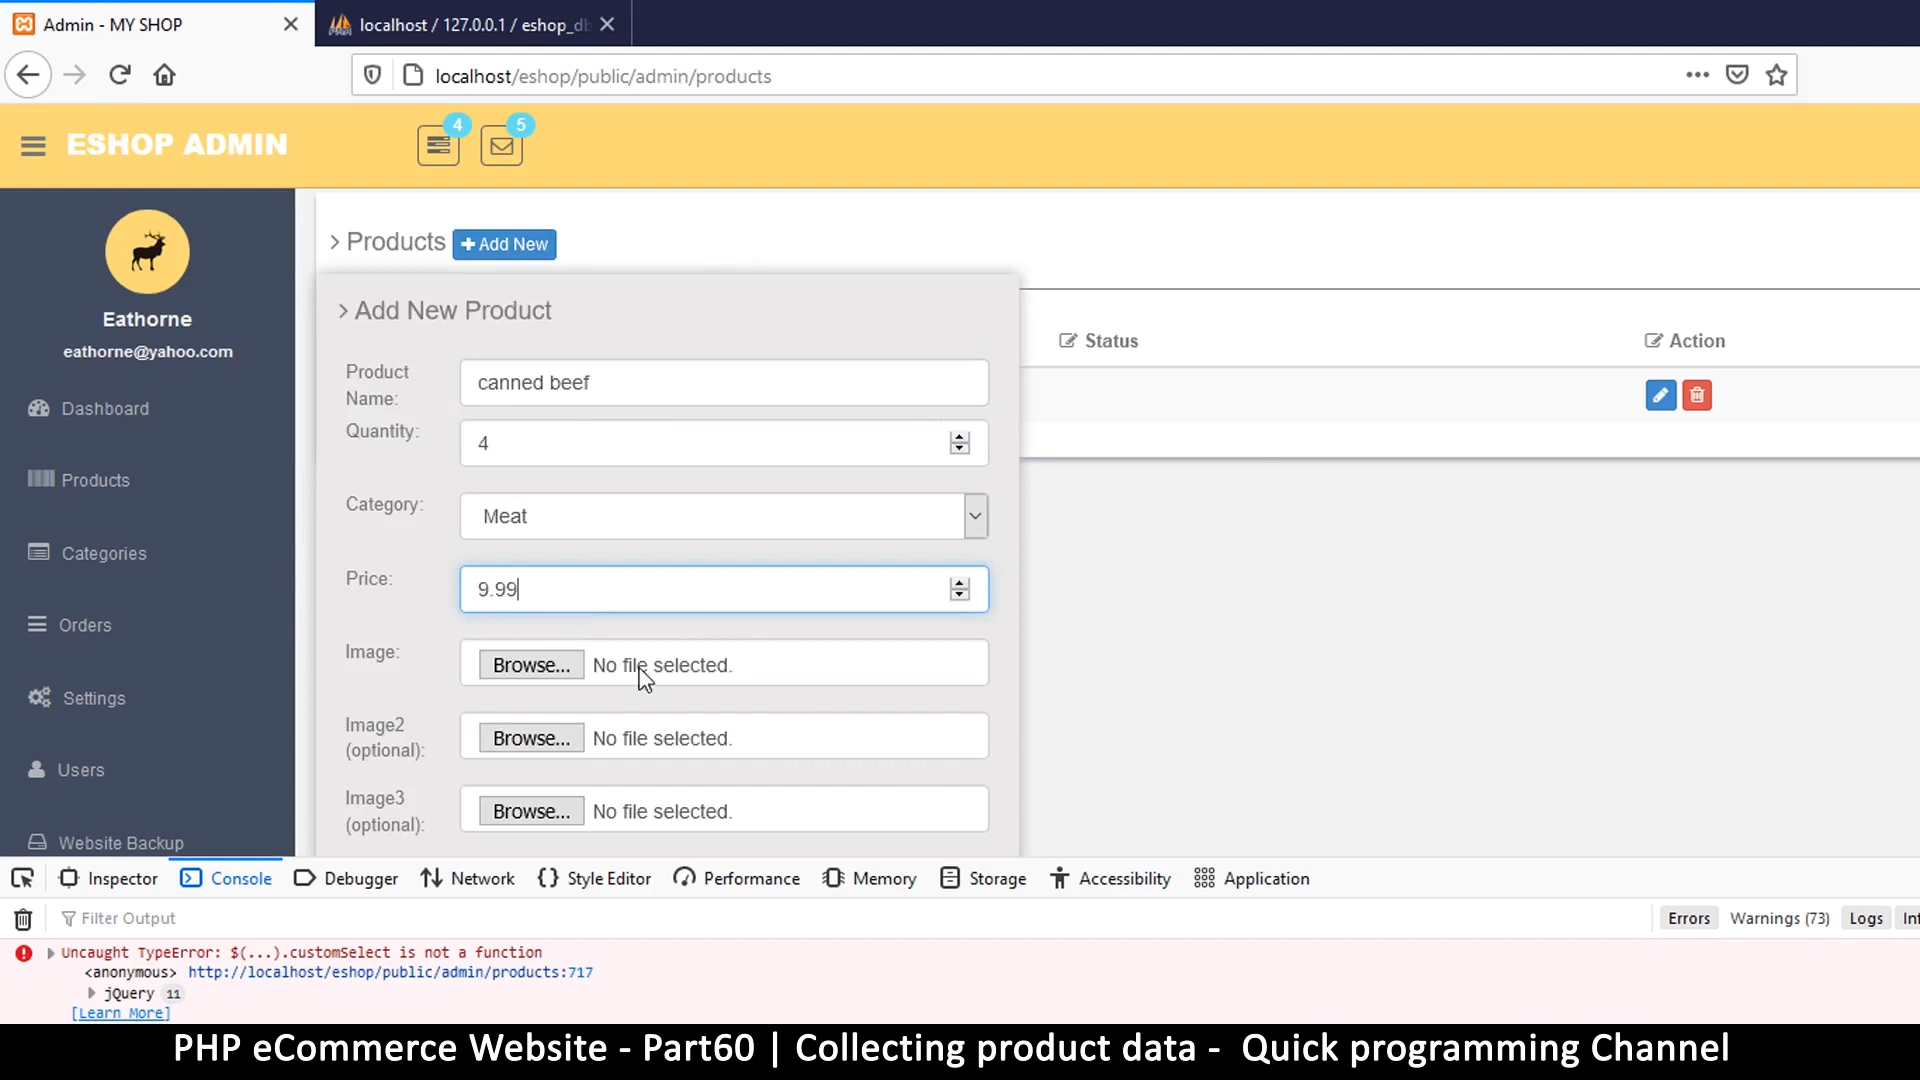 Admin - MY SHOP
localhost / 127.0.0.1 / eshop_db
localhost/eshop/public/admin/products
ESHOP ADMIN
4
5
Eathorne
eathorne@yahoo.com
Dashboard
Products
Categories
Orders
Settings
Users
Website Backup
Products
Add New
Add New Product
Status
Action
Product
Name:
canned beef
Quantity:
4
Category:
Meat
Price:
9.99
Image:
Browse... No file selected.
Image2
(optional):
Browse... No file selected.
Image3
(optional):
Browse... No file selected.
Inspector
Console
Debugger
Network
Style Editor
Performance
Memory
Storage
Accessibility
Application
Filter Output
Errors
Warnings (73)
Logs
Uncaught TypeError: $(...).customSelect is not a function
<anonymous> http://localhost/eshop/public/admin/products:717
jQuery 11
[Learn More]
PHP eCommerce Website - Part60 | Collecting product data - Quick programming Channel